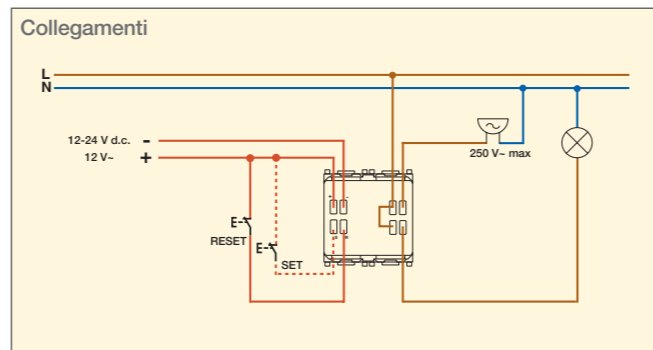 Collegamenti
L
N
12-24 V d.c. -
12 V~ +
250 V~ max
+ -
RESET
SET